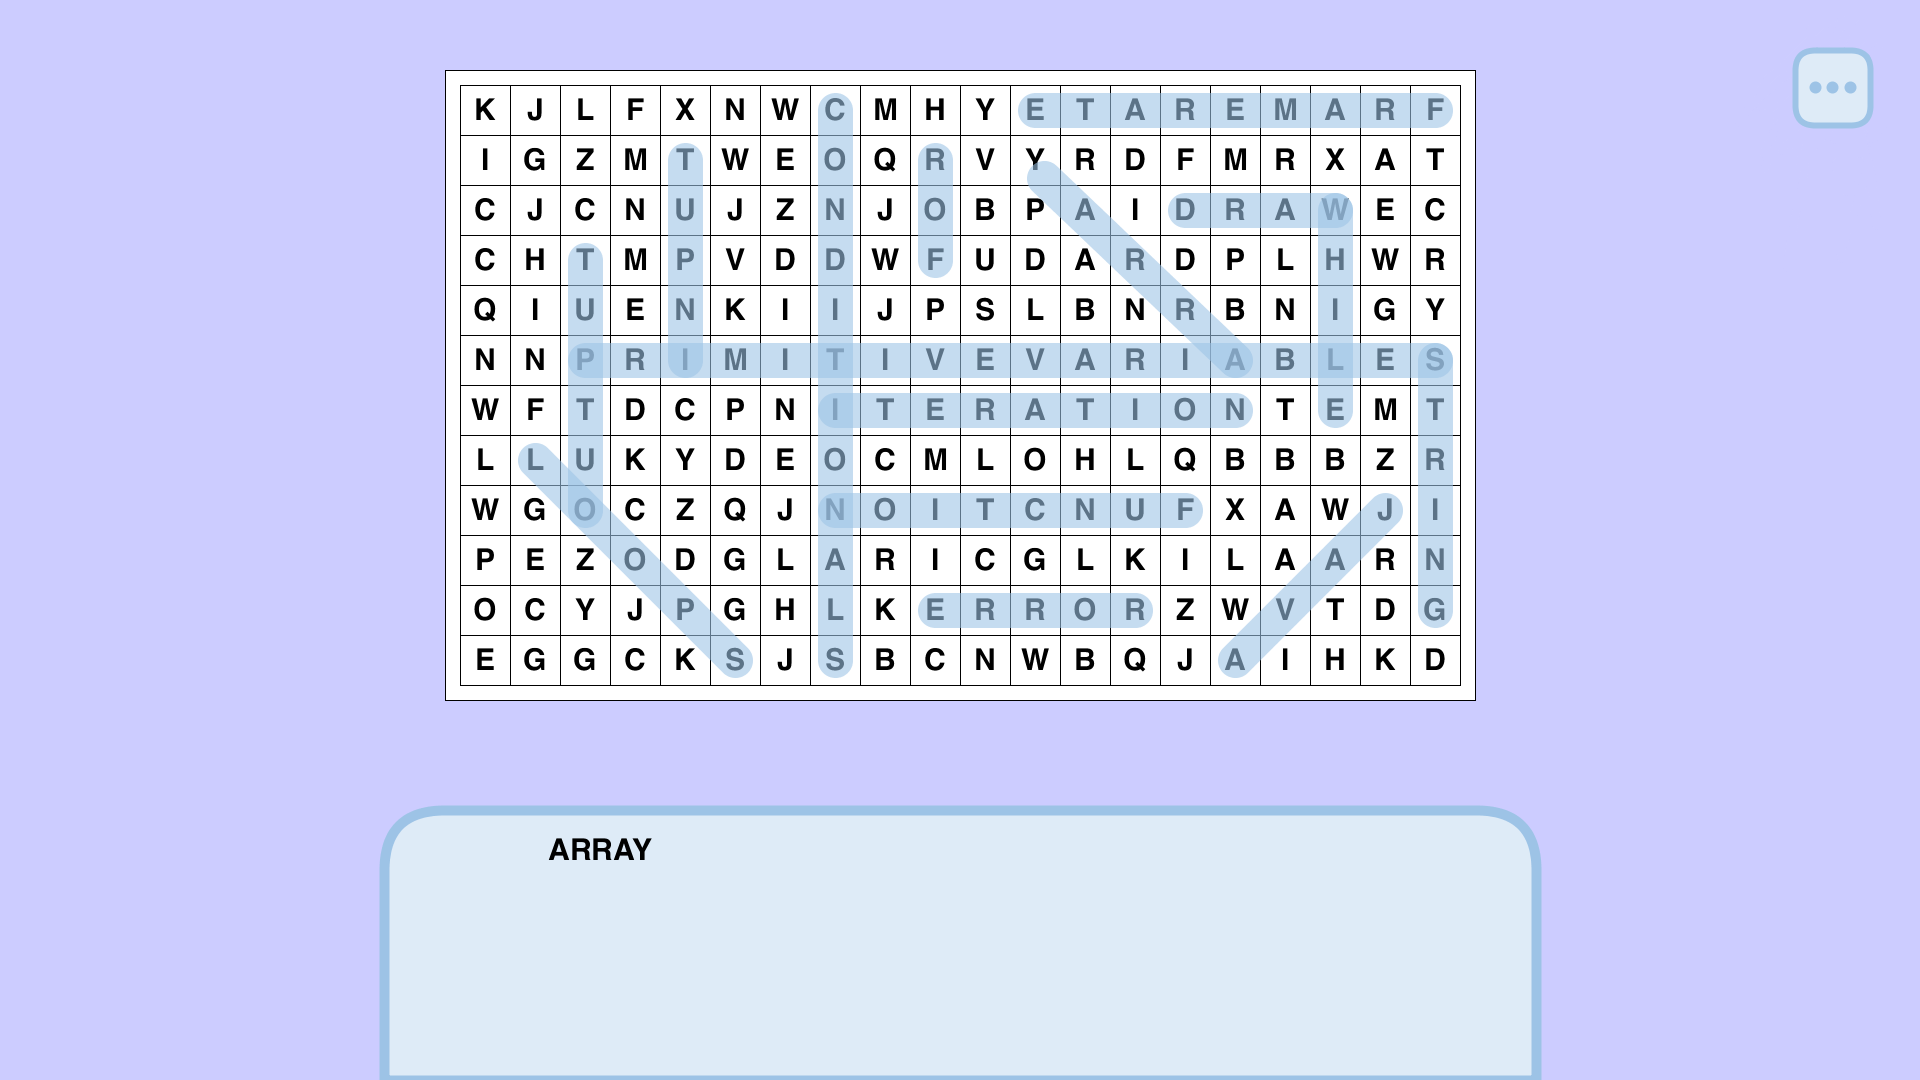 K J L F X N W C M H Y E T A R E M A R F
I G Z M T W E O Q R V Y R D F M R X A T
C J C N U J Z N J O B P A I D R A W E C
C H T M P V D D W F U D A R D P L H W R
Q I U E N K I I J P S L B N R B N I G Y
N N P R I M I T I V E V A R I A B L E S
W F T D C P N I T E R A T I O N T E M T
L L U K Y D E O C M L O H L Q B B B Z R
W G O C Z Q J N O I T C N U F X A W J I
P E Z O D G L A R I C G L K I L A A R N
O C Y J P G H L K E R R O R Z W V T D G
E G G C K S J S B C N W B Q J A I H K D
ARRAY